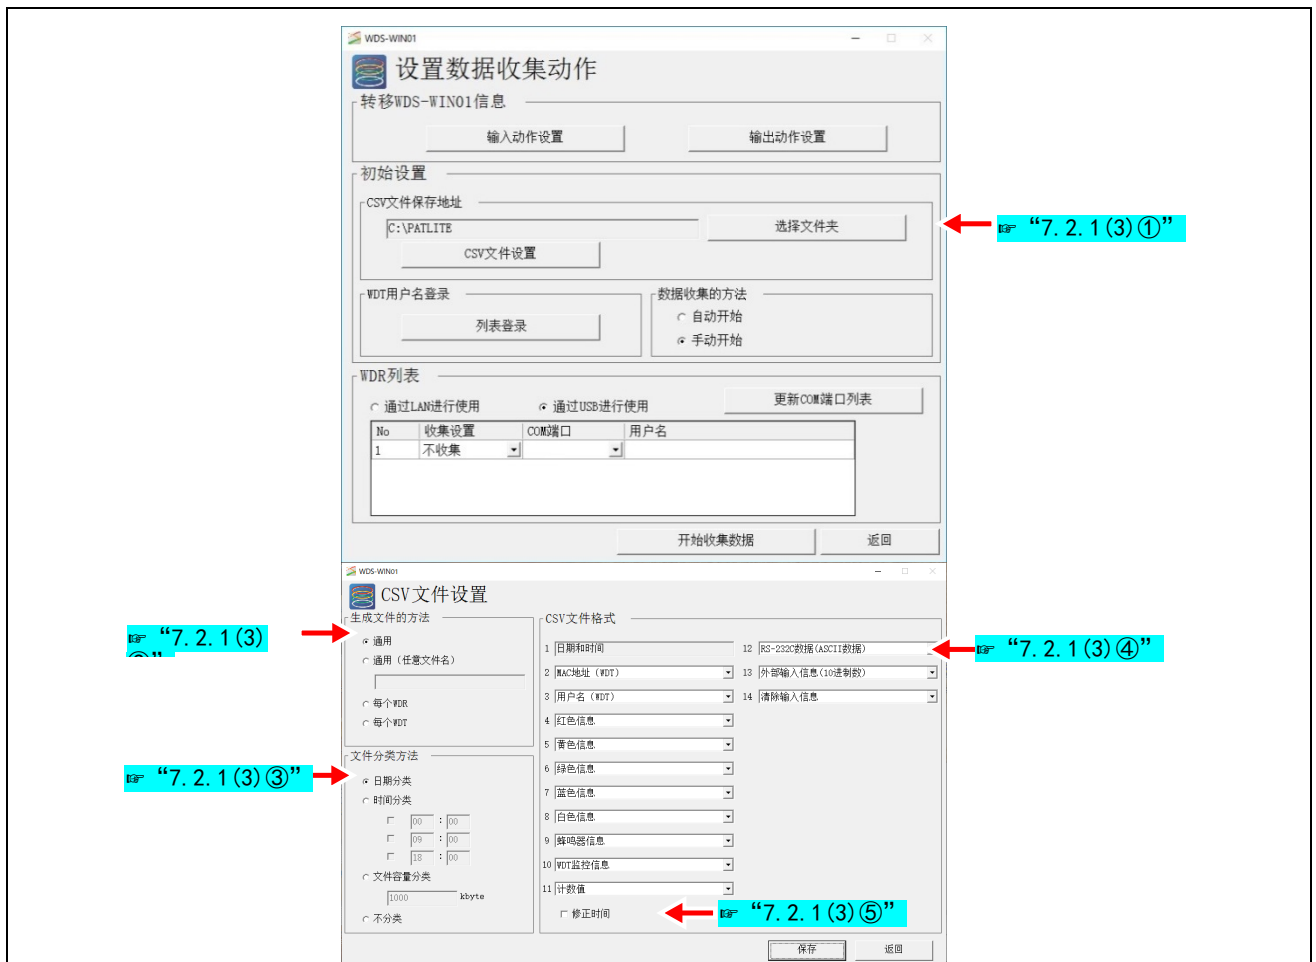 WDS-WIN01
设置数据收集动作
转移WDS-WIN01信息
输入动作设置
输出动作设置
初始设置
CSV文件保存地址
C:\PATLITE
选择文件夹
☞ “7.2.1(3)①”
CSV文件设置
WDT用户名登录
数据收集的方法
自动开始
列表登录
手动开始
WDR列表
更新COM端口列表
通过LAN进行使用
通过USB进行使用
No 收集设置 COM端口 用户名
1 不收集
开始收集数据
返回
WDS-WIN01
CSV文件设置
生成文件的方法
☞ “7.2.1(3)
通用
通用（任意文件名）
每个WDR
每个WDT
文件分类方法
☞ “7.2.1(3)③”
日期分类
时间分类
00 : 00
09 : 00
18 : 00
文件容量分类
1000 kbyte
不分类
CSV文件格式
1 日期和时间
2 MAC地址（WDT）
3 用户名（WDT）
4 红色信息
5 黄色信息
6 绿色信息
7 蓝色信息
8 白色信息
9 蜂鸣器信息
10 WDT监控信息
11 计数值
12 RS-232C数据(ASCII数据)
☞ “7.2.1(3)④”
13 外部输入信息(10进制数)
14 清除输入信息
修正时间
☞ “7.2.1(3)⑤”
保存
返回